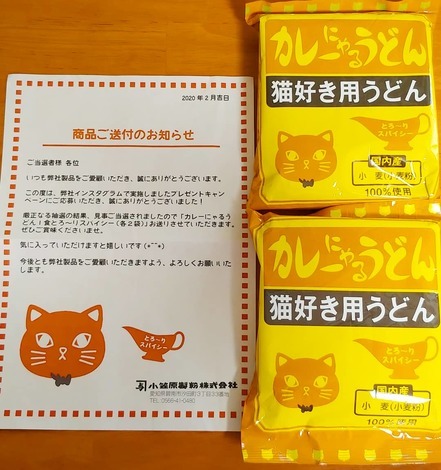 2020年2月吉日
商品ご送付のお知らせ
ご当選者様 各位
いつも弊社製品をご愛顧いただき、誠にありがとうございます。
この度は、弊社インスタグラムで実施しましたプレゼントキャン
ペーンにご応募いただき、誠にありがとうございました!
厳正なる抽選の結果、見事ご当選されましたので「カレーにゃるう
どん1食とろ~りスパイシー(各2袋)」お送りさせていただきます。
ぜひご賞味くださいませ。
気に入っていただけますと嬉しいです(+^^+)
今後とも弊社製品をご愛顧いただきますよう、よろしくお願いいた
します。
とろ~り
スパイシー
小笠原製粉株式会社
カレーにゃるうどん
猫好き用うどん
とろ~り
スパイシー
国内産
小麦(小麦粉)
100%使用
カレーにゃるうどん
猫好き用うどん
とろ~り
スパイシー
国内産
小麦(小麦粉)
100%使用